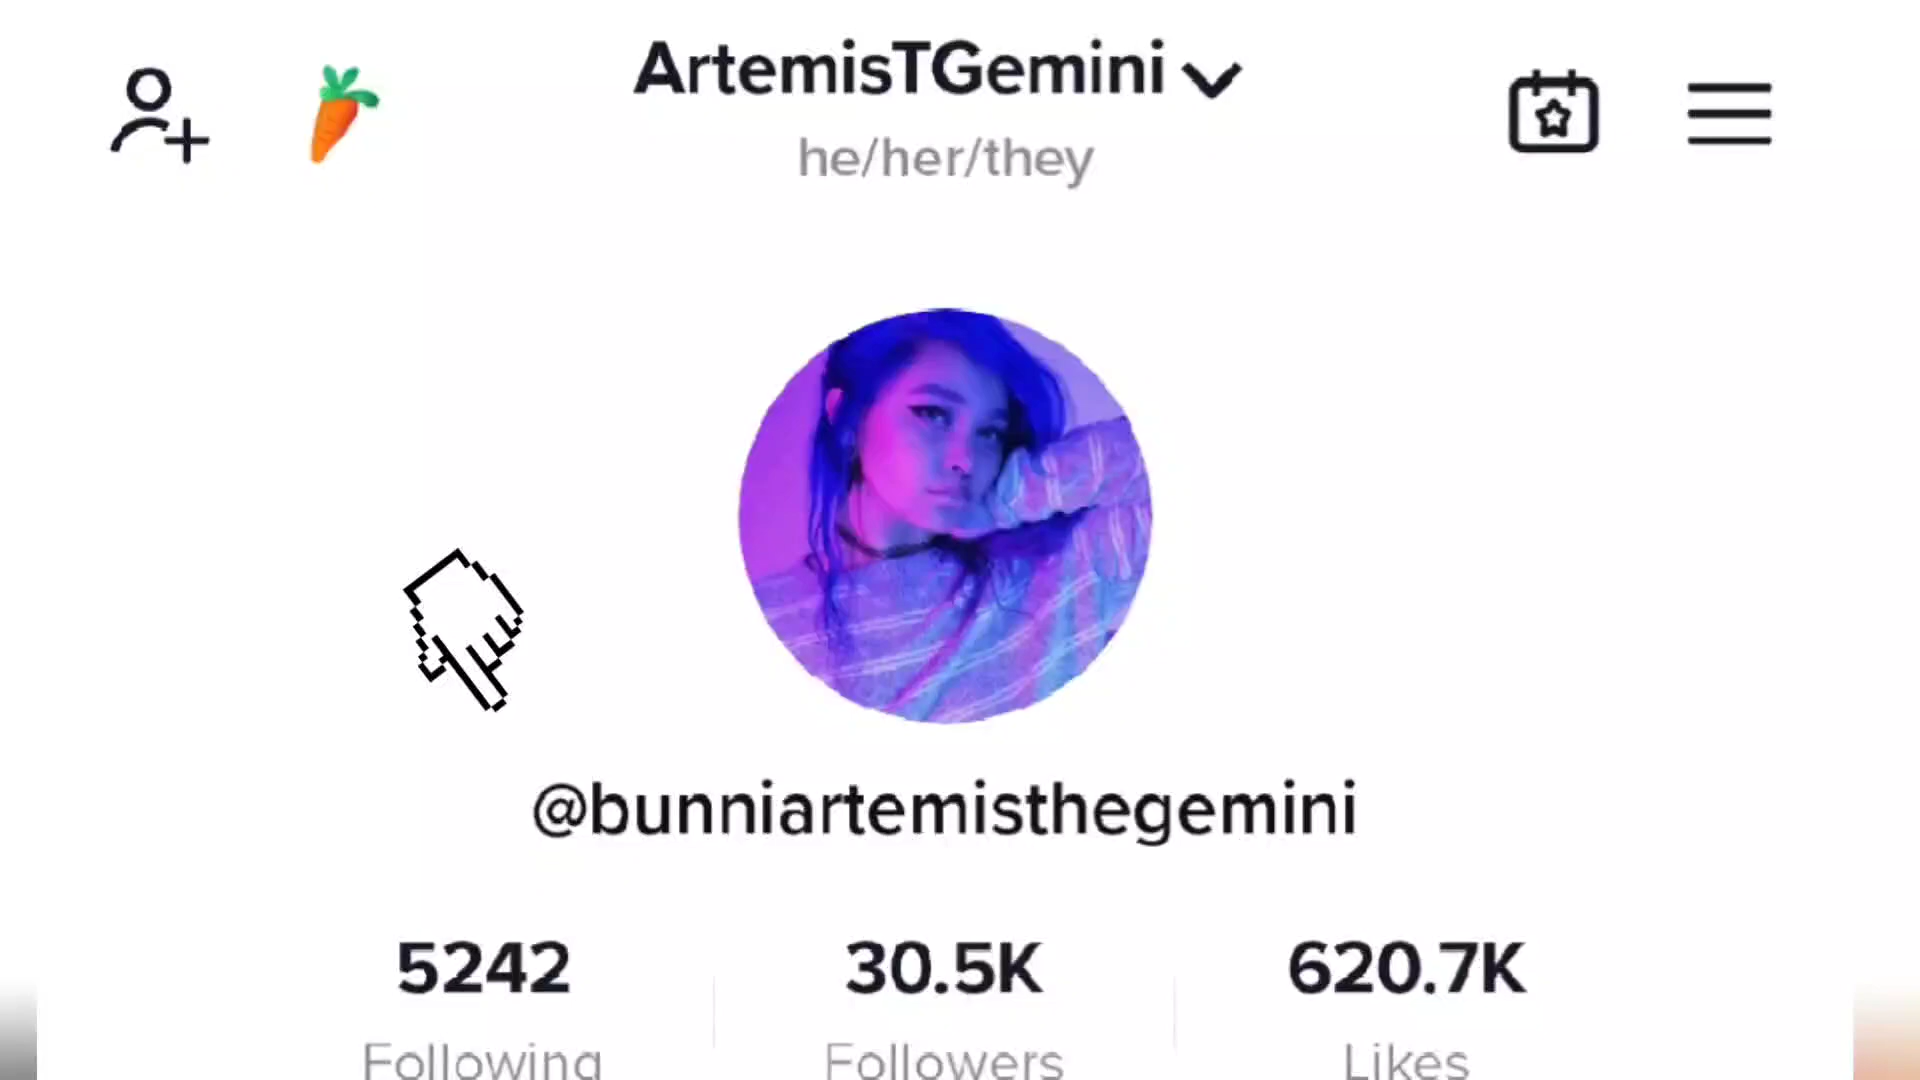 ArtemisTGemini
he/her/they
@bunniartemisthegemini
5242 30.5K 620.7K
Following Followers Likes